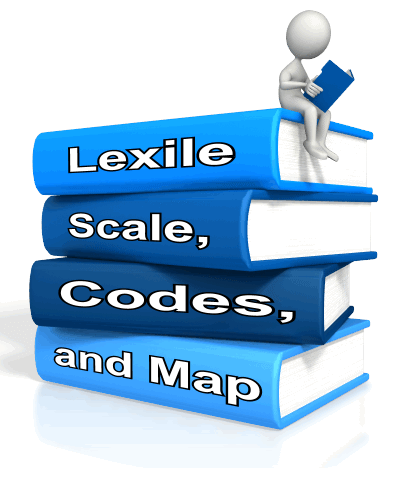 Lexile
Scale,
Codes,
and Map